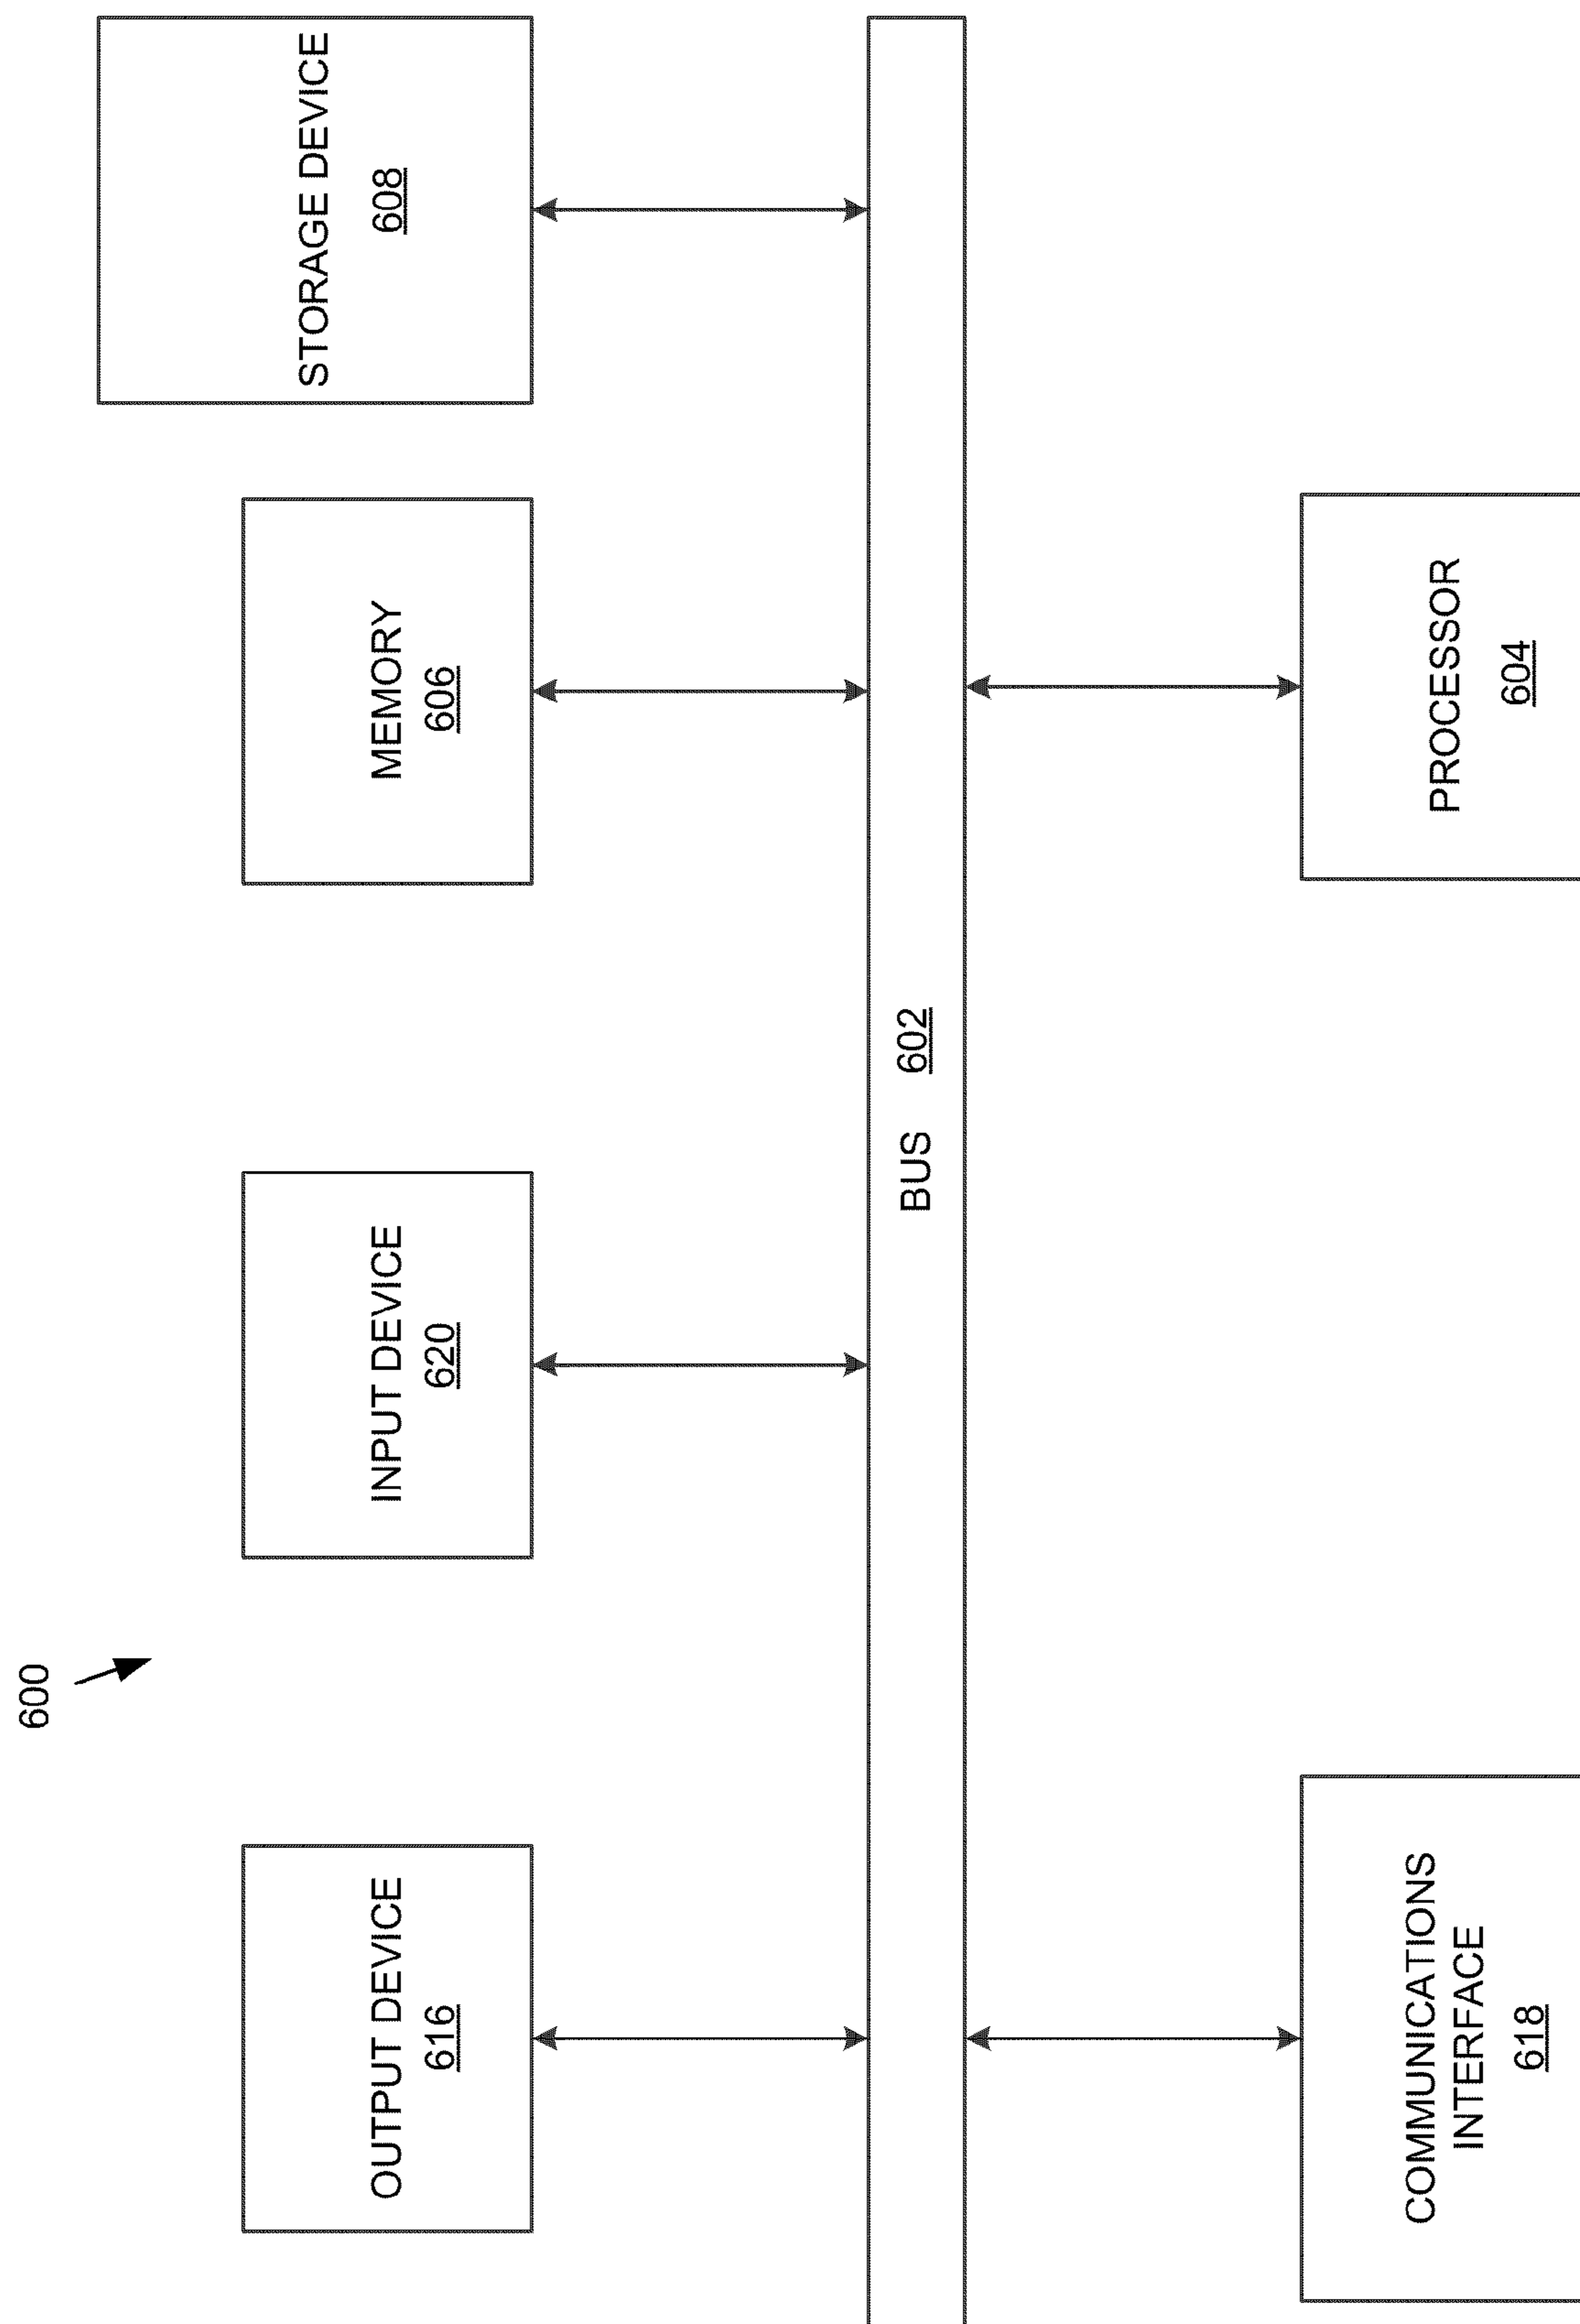 600
OUTPUT DEVICE
616
INPUT DEVICE
620
MEMORY
606
STORAGE DEVICE
608
BUS 602
COMMUNICATIONS
INTERFACE
618
PROCESSOR
604